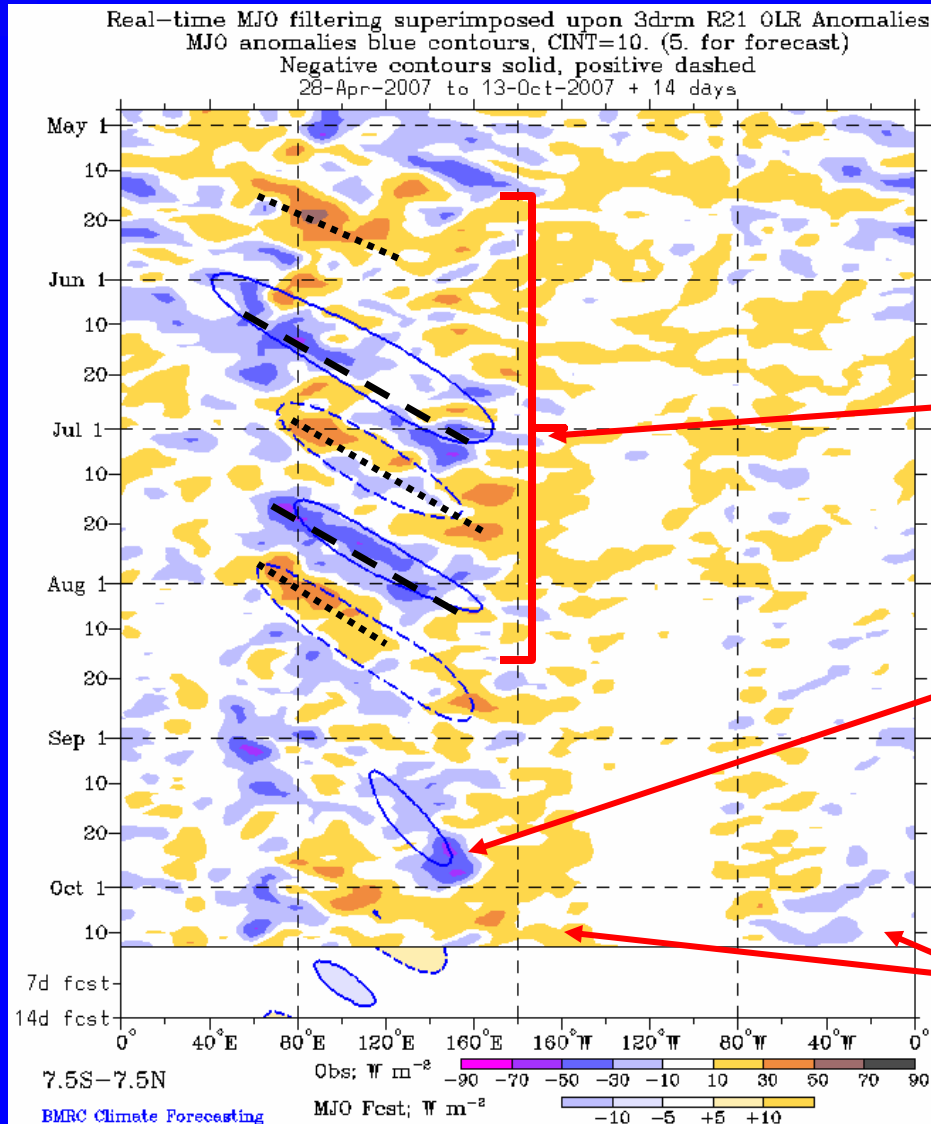 Real-time MJO filtering superimposed upon 3drm R21 OLR Anomalies
MJO anomalies blue contours, CINT=10. (5. for forecast)
Negative contours solid, positive dashed
28-Apr-2007 to 13-Oct-2007 + 14 days
May 1
10
20
Jun 1
10
20
Jul 1
10
20
Aug 1
10
20
Sep 1
10
20
Oct 1
10
7d fcst
14d fcst
0° 40°E 80°E 120°E 160°E 160°W 120°W 80°W 40°W 0°
7.5S-7.5N
Obs; W m⁻²
-90 -70 -50 -30 -10 10 30 50 70 90
MJO Fcst; W m⁻²
-10 -5 +5 +10
BMRC Climate Forecasting